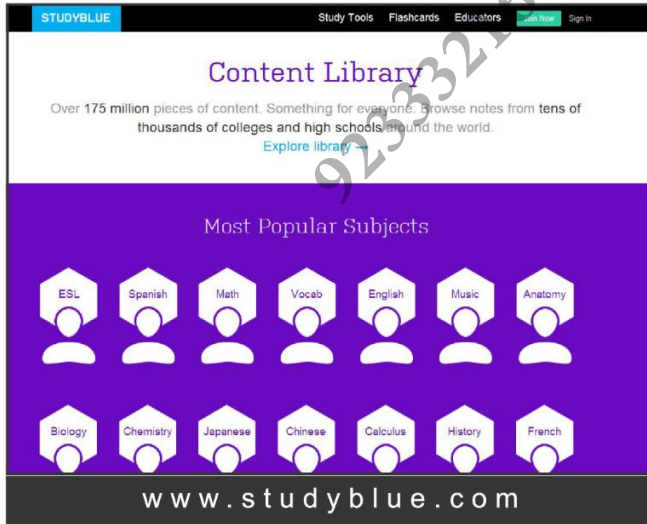 STUDYBLUE Study Tools Flashcards Educators Join Now Sign In
Content Library
Over 175 million pieces of content. Something for everyone. Browse notes from tens of
thousands of colleges and high schools around the world.
Explore library →
Most Popular Subjects
ESL Spanish Math Vocab English Music Anatomy
Biology Chemistry Japanese Chinese Calculus History French
www.studyblue.com